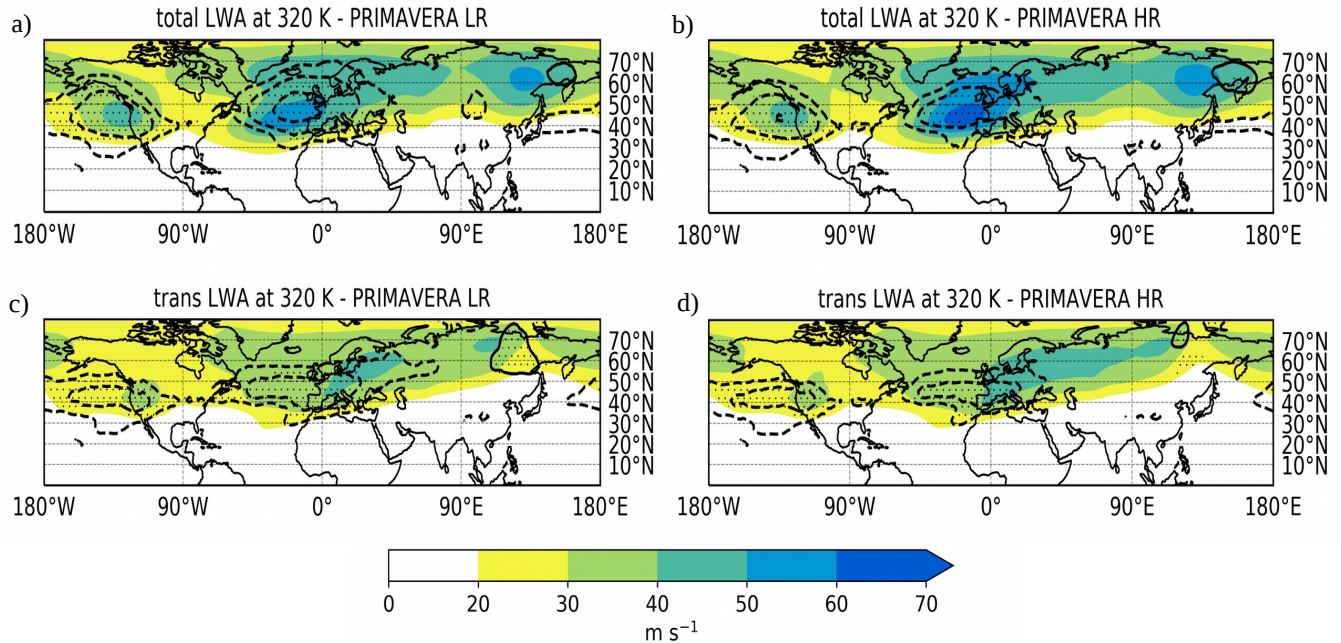 a) total LWA at 320 K - PRIMAVERA LR
70°N
60°N
50°N
40°N
30°N
20°N
10°N
180°W 90°W 0° 90°E 180°E
b) total LWA at 320 K - PRIMAVERA HR
70°N
60°N
50°N
40°N
30°N
20°N
10°N
180°W 90°W 0° 90°E 180°E
c) trans LWA at 320 K - PRIMAVERA LR
70°N
60°N
50°N
40°N
30°N
20°N
10°N
180°W 90°W 0° 90°E 180°E
d) trans LWA at 320 K - PRIMAVERA HR
70°N
60°N
50°N
40°N
30°N
20°N
10°N
180°W 90°W 0° 90°E 180°E
0 20 30 40 50 60 70
m s⁻¹